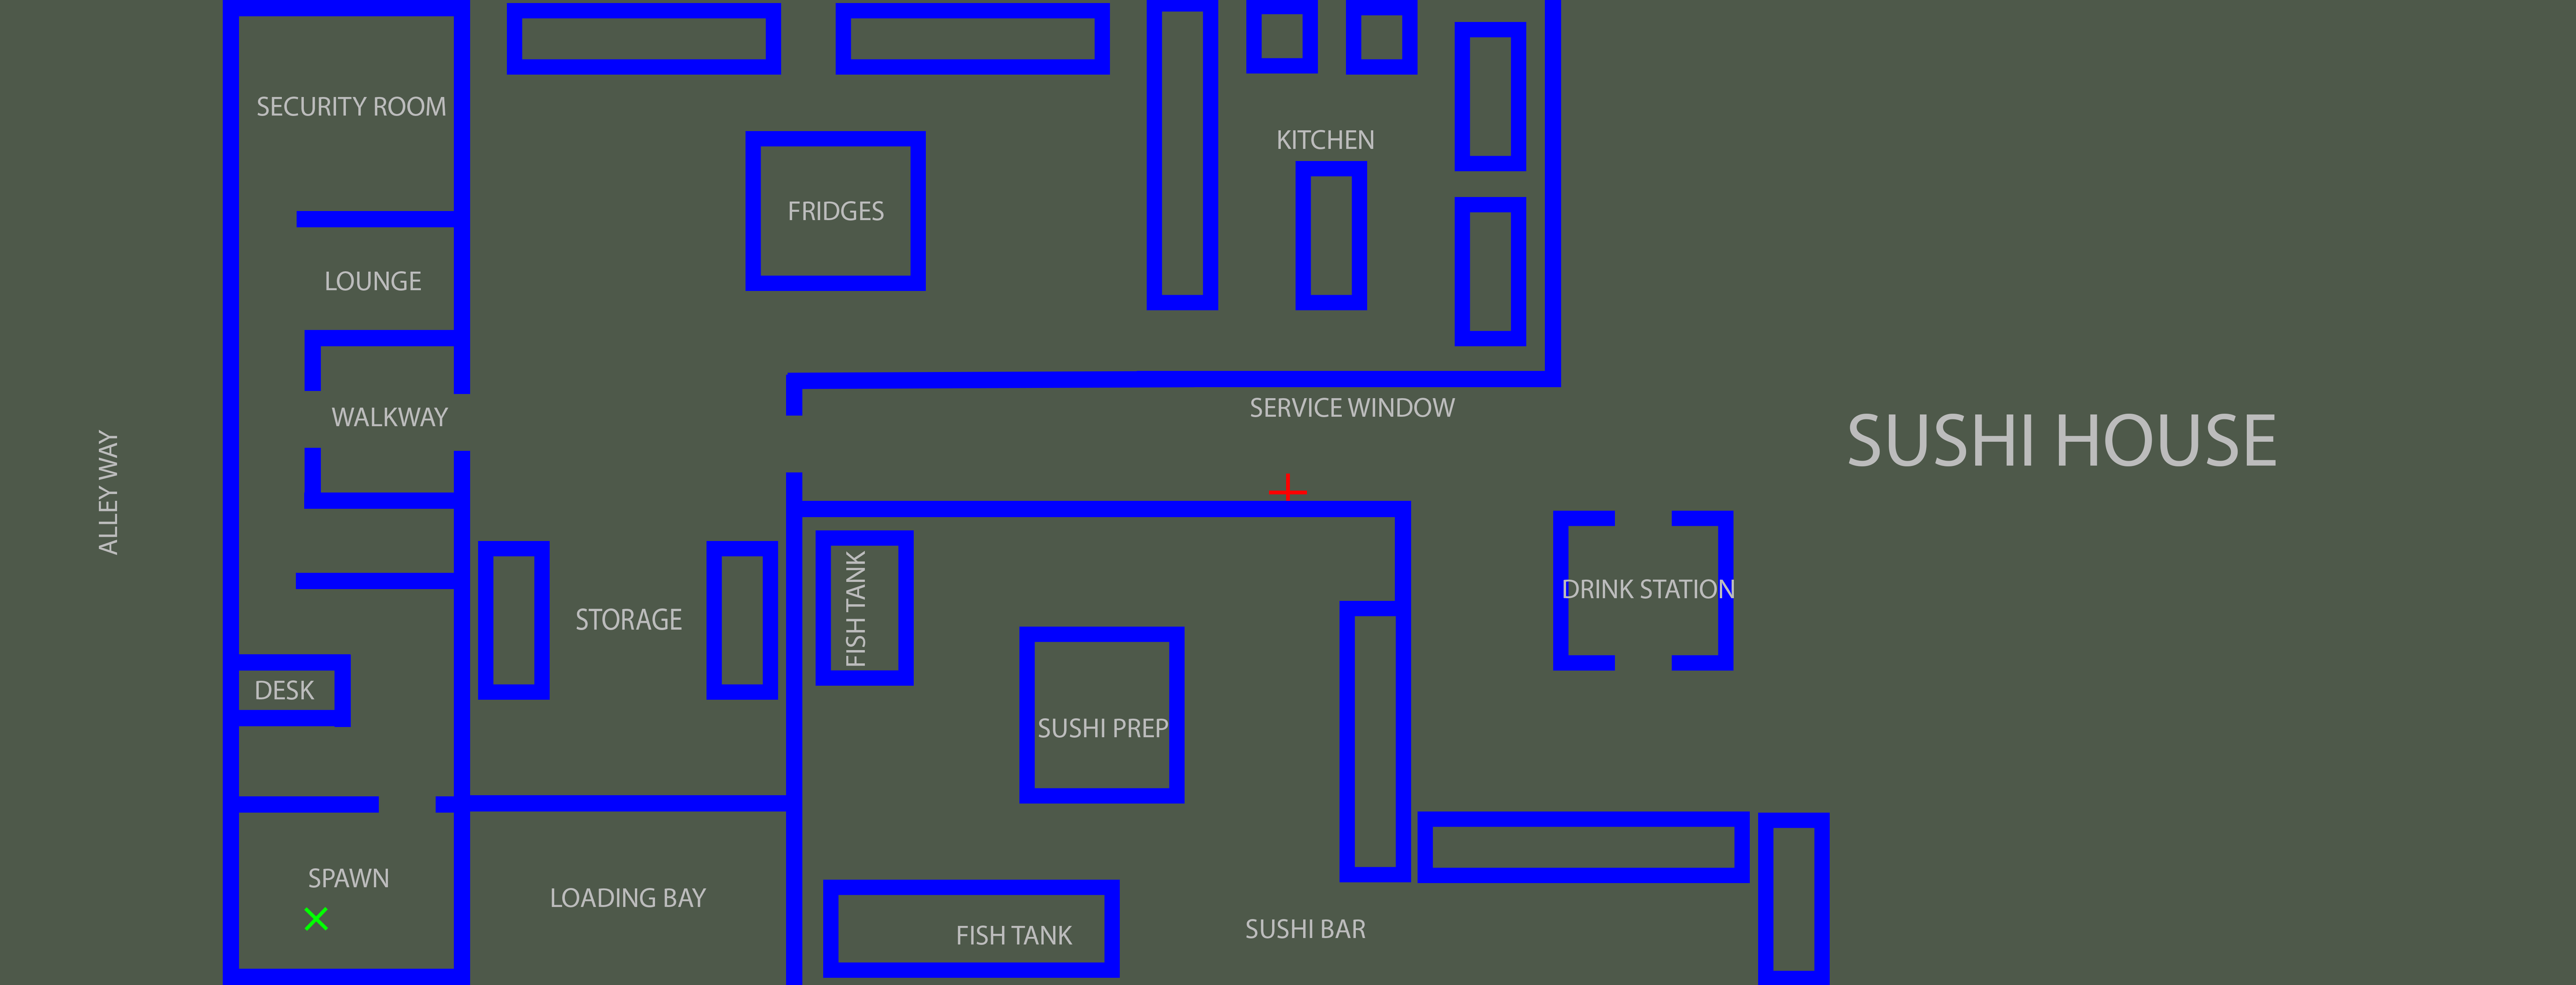 SECURITY ROOM
KITCHEN
FRIDGES
LOUNGE
WALKWAY
SERVICE WINDOW
SUSHI HOUSE
ALLEY WAY
DRINK STATION
FISH TANK
STORAGE
DESK
SUSHI PREP
SPAWN
LOADING BAY
FISH TANK
SUSHI BAR